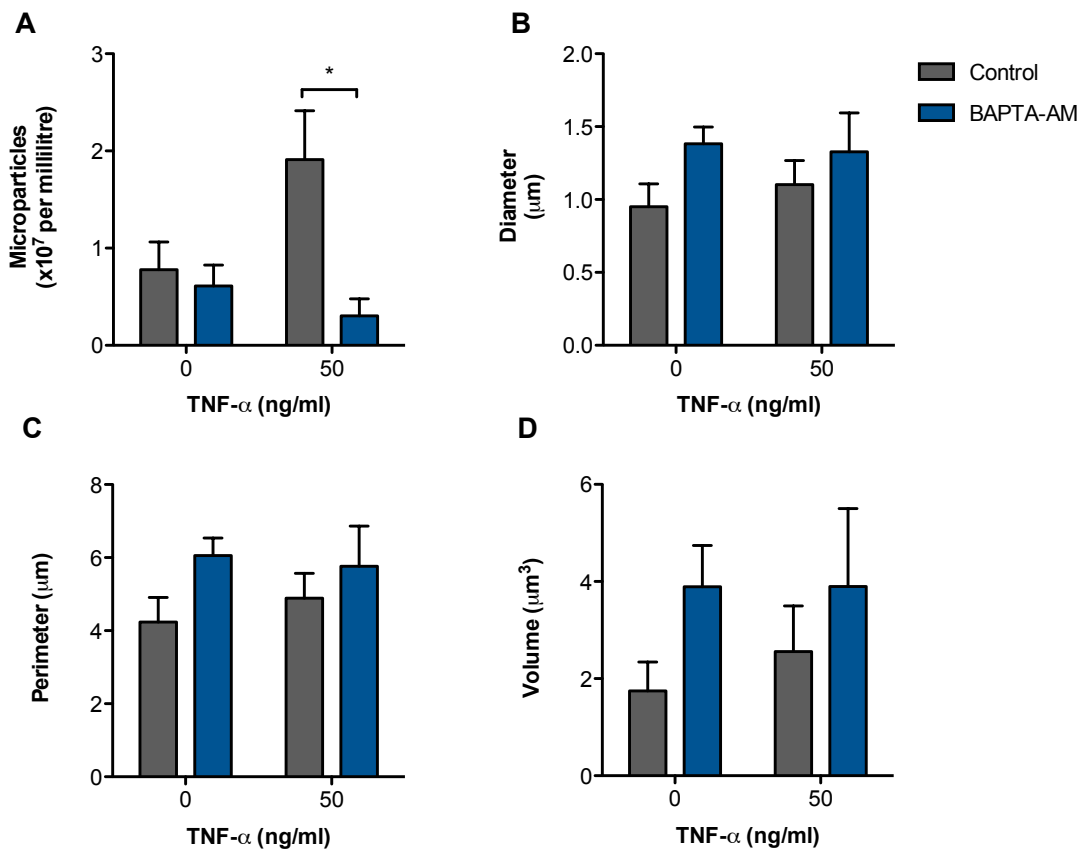 A
Microparticles
(x10⁷ per millilitre)
3
2
1
0
*
0
50
TNF-α (ng/ml)
B
Diameter
(μm)
2.0
1.5
1.0
0.5
0.0
0
50
TNF-α (ng/ml)
Control
BAPTA-AM
C
Perimeter (μm)
8
6
4
2
0
0
50
TNF-α (ng/ml)
D
Volume (μm³)
6
4
2
0
0
50
TNF-α (ng/ml)